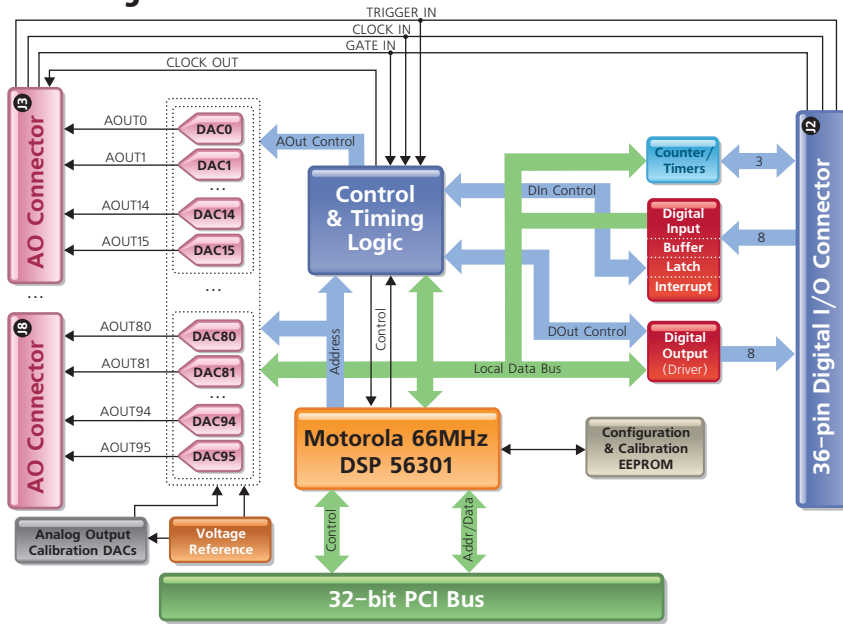 TRIGGER IN
CLOCK IN
GATE IN
CLOCK OUT
J3
AO Connector
AOUT0
DAC0
AOUT1
DAC1
...
AOUT14
DAC14
AOUT15
DAC15
...
...
J8
AO Connector
AOUT80
DAC80
AOUT81
DAC81
...
AOUT94
DAC94
AOUT95
DAC95
Analog Output
Calibration DACs
Voltage
Reference
AOut Control
Control
& Timing
Logic
DIn Control
DOut Control
Address
Control
Local Data Bus
Counter/
Timers
3
Digital
Input
Buffer
Latch
Interrupt
8
Digital
Output
(Driver)
8
J2
36-pin Digital I/O Connector
Motorola 66MHz
DSP 56301
Configuration
& Calibration
EEPROM
Control
Addr/Data
32-bit PCI Bus